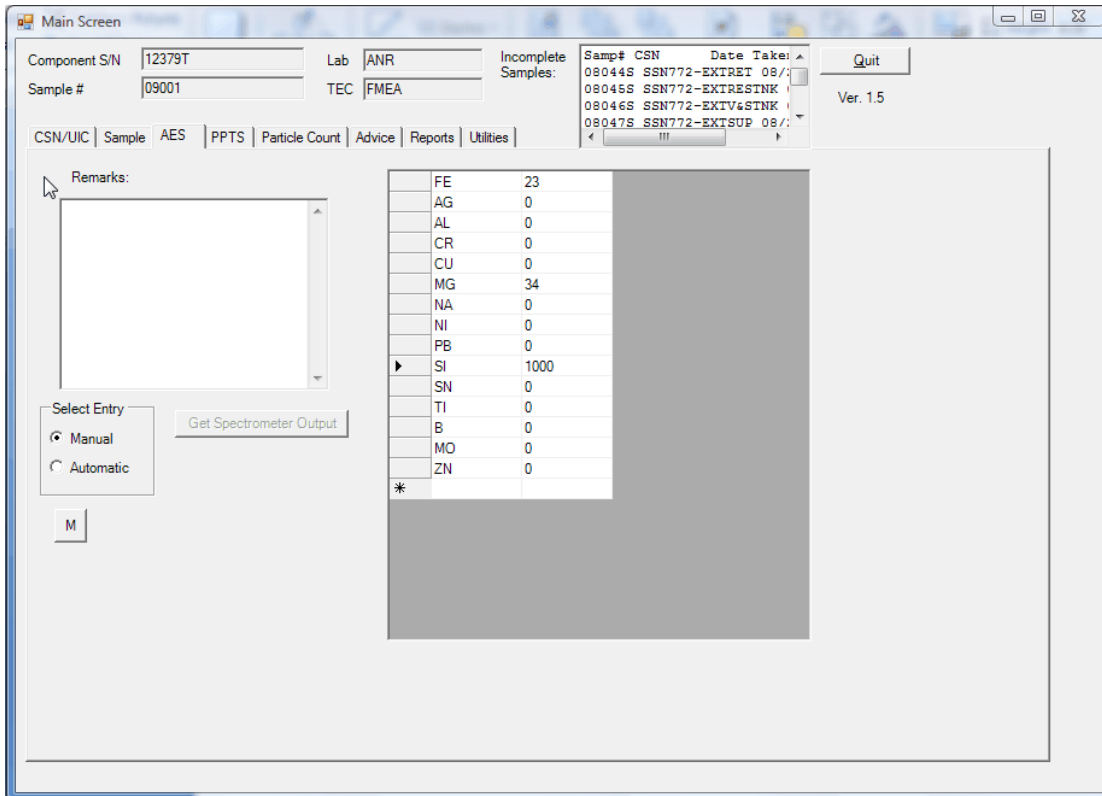 Main Screen
Component S/N 12379T Lab ANR Incomplete Samples:
Sample # 09001 TEC FMEA
Samp# CSN Date Taken
08044S SSN772-EXTRET 08/
08045S SSN772-EXTRESTNK
08046S SSN772-EXTV&STNK
08047S SSN772-EXTSUP 08/
Quit
Ver. 1.5
CSN/UIC Sample AES PPTS Particle Count Advice Reports Utilities
Remarks:
FE 23
AG 0
AL 0
CR 0
CU 0
MG 34
NA 0
NI 0
PB 0
SI 1000
SN 0
TI 0
B 0
MO 0
ZN 0
Select Entry
Manual
Automatic
Get Spectrometer Output
M